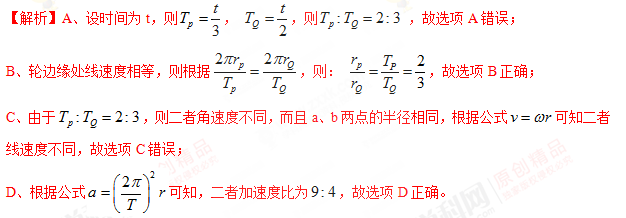 【解析】A、设时间为 t，则 $T_p = \frac{t}{3}$， $T_Q = \frac{t}{2}$，则 $T_p : T_Q = 2:3$ ，故选项 A 错误；
B、轮边缘处线速度相等，则根据 $\frac{2\pi r_p}{T_p} = \frac{2\pi r_Q}{T_Q}$，则： $\frac{r_p}{r_Q} = \frac{T_P}{T_Q} = \frac{2}{3}$，故选项 B 正确；
C、由于 $T_p : T_Q = 2:3$，则二者角速度不同，而且 a、b 两点的半径相同，根据公式 $v = \omega r$ 可知二者
线速度不同，故选项 C 错误；
D、根据公式 $a = \left(\frac{2\pi}{T}\right)^2 r$ 可知，二者加速度比为 $9:4$，故选项 D 正确。